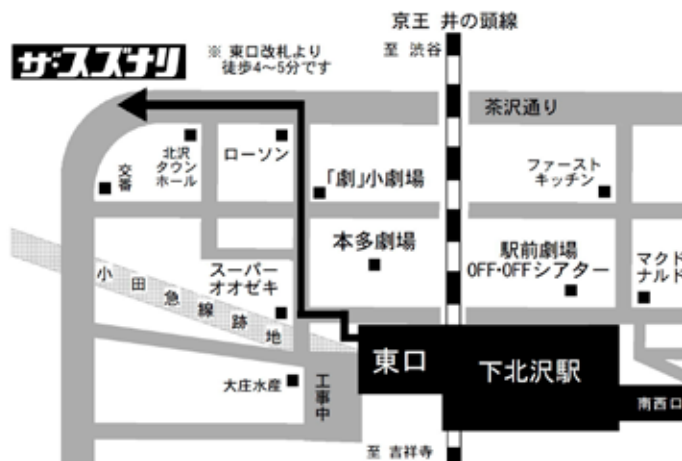 京王 井の頭線
至 渋谷
ザ・スズナリ
※ 東口改札より
徒歩4〜5分です
茶沢通り
北沢
タウン
ホール
ローソン
交番
「劇」小劇場
ファースト
キッチン
本多劇場
駅前劇場
OFF・OFFシアター
マクド
ナルド
スーパー
オオゼキ
小田急線跡地
東口
下北沢駅
大庄水産
工事中
南西口
至 吉祥寺